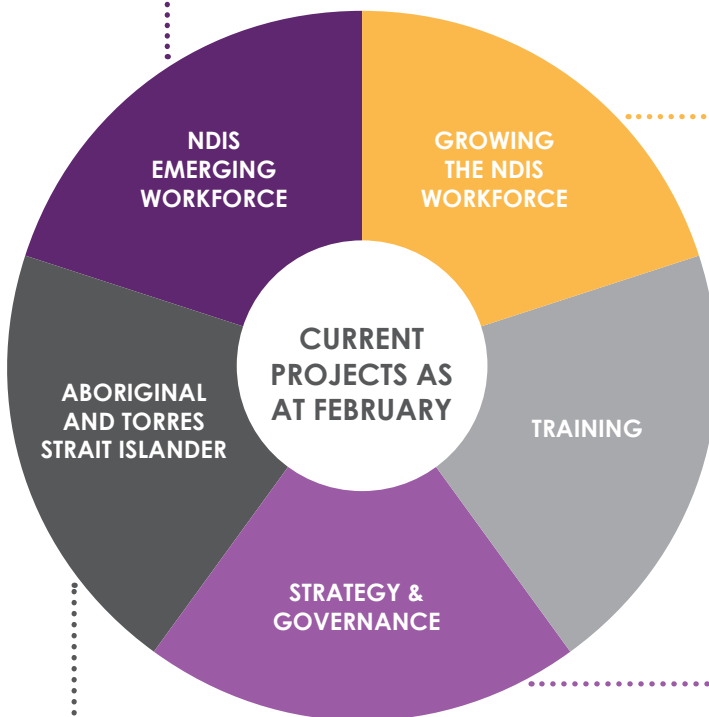 NDIS
EMERGING
WORKFORCE
GROWING
THE NDIS
WORKFORCE
CURRENT
PROJECTS AS
AT FEBRUARY
ABORIGINAL
AND TORRES
STRAIT ISLANDER
TRAINING
STRATEGY &
GOVERNANCE